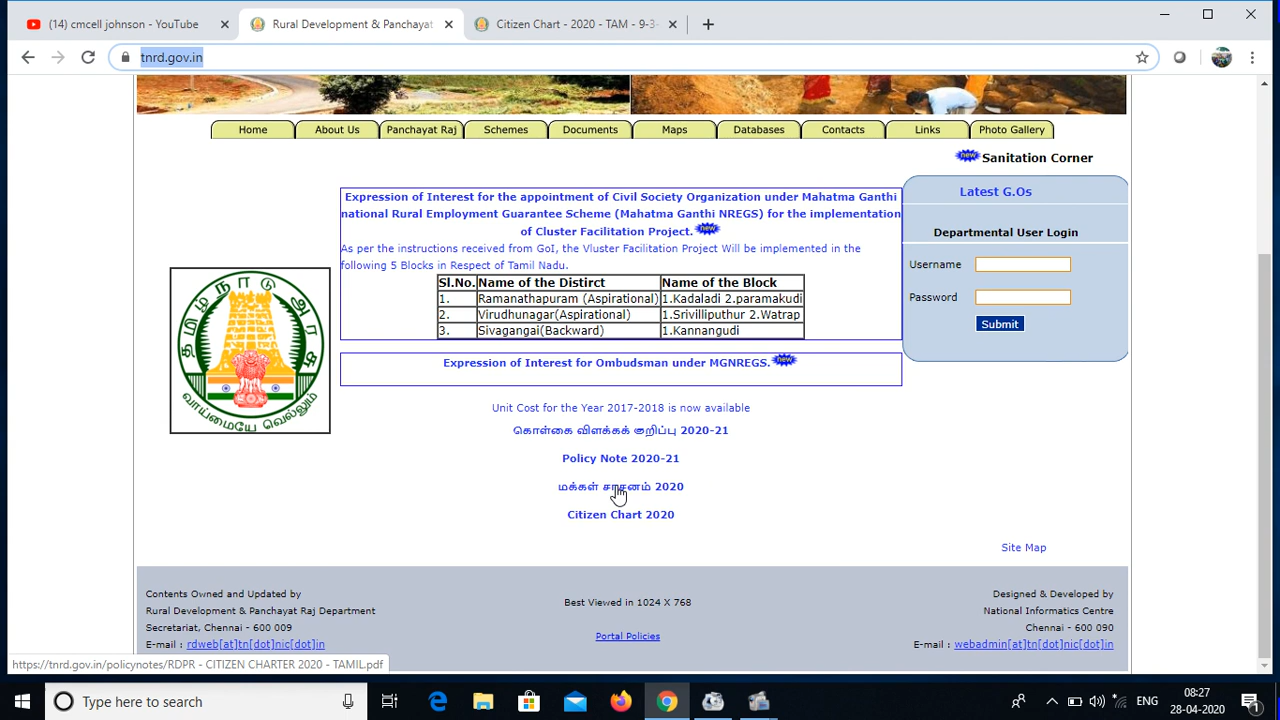 (14) cmcell johnson - YouTube
Rural Development & Panchayat
Citizen Chart - 2020 - TAM - 9-3-
tnrd.gov.in
Home
About Us
Panchayat Raj
Schemes
Documents
Maps
Databases
Contacts
Links
Photo Gallery
new Sanitation Corner
Expression of Interest for the appointment of Civil Society Organization under Mahatma Ganthi
national Rural Employment Guarantee Scheme (Mahatma Ganthi NREGS) for the implementation
of Cluster Facilitation Project. new
As per the instructions received from GoI, the Vluster Facilitation Project Will be implemented in the
following 5 Blocks in Respect of Tamil Nadu.
Sl.No. Name of the Distirct Name of the Block
1. Ramanathapuram (Aspirational) 1.Kadaladi 2.paramakudi
2. Virudhunagar(Aspirational) 1.Srivilliputhur 2.Watrap
3. Sivagangai(Backward) 1.Kannangudi
Expression of Interest for Ombudsman under MGNREGS. new
Latest G.Os
Departmental User Login
Username
Password
Submit
தமிழ்நாடு அரசு
வாய்மையே வெல்லும்
Unit Cost for the Year 2017-2018 is now available
கொள்கை விளக்கக் குறிப்பு 2020-21
Policy Note 2020-21
மக்கள் சாசனம் 2020
Citizen Chart 2020
Site Map
Contents Owned and Updated by
Rural Development & Panchayat Raj Department
Secretariat, Chennai - 600 009
E-mail : rdweb[at]tn[dot]nic[dot]in
Best Viewed in 1024 X 768
Portal Policies
Designed & Developed by
National Informatics Centre
Chennai - 600 090
E-mail : webadmin[at]tn[dot]nic[dot]in
https://tnrd.gov.in/policynotes/RDPR - CITIZEN CHARTER 2020 - TAMIL.pdf
Type here to search
ENG
08:27
28-04-2020
1